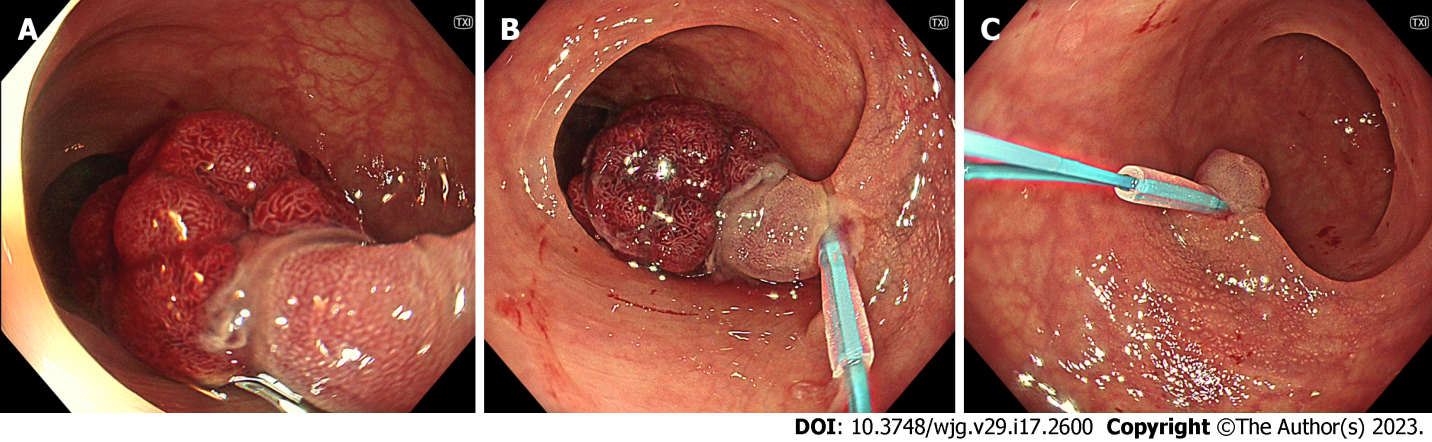 A TXI B TXI C TXI
DOI: 10.3748/wjg.v29.i17.2600 Copyright ©The Author(s) 2023.